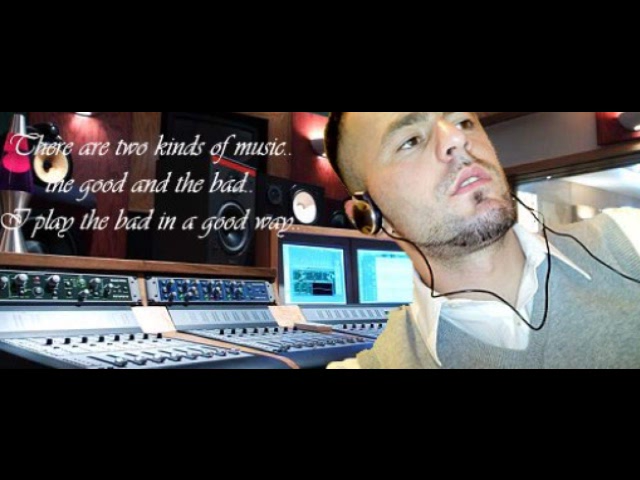 There are two kinds of music..
the good and the bad..
I play the bad in a good way..